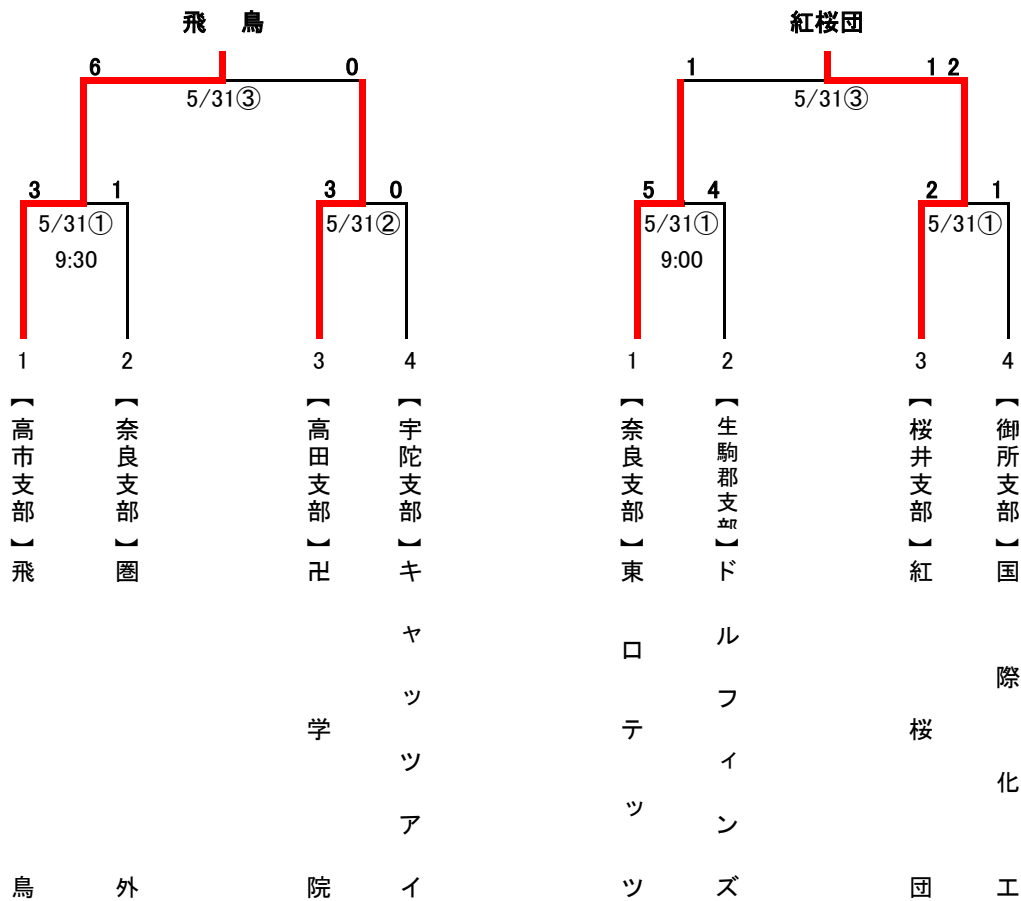 飛 鳥
紅桜団
6 0
5/31③
1 12
5/31③
3 1
5/31①
9:30
3 0
5/31②
5 4
5/31①
9:00
2 1
5/31①
1
2
3
4
1
2
3
4
【高市支部】飛鳥
【奈良支部】圏外
【高田支部】卍学院
【宇陀支部】キャッツアイ
【奈良支部】東ロテッツ
【生駒郡支部】ドルフィンズ
【桜井支部】紅桜団
【御所支部】国際化工